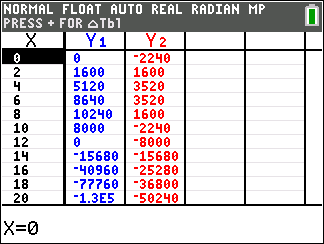 NORMAL FLOAT AUTO REAL RADIAN MP
PRESS + FOR △Tbl
X Y1 Y2
0 0 -2240
2 1600 1600
4 5120 3520
6 8640 3520
8 10240 1600
10 8000 -2240
12 0 -8000
14 -15680 -15680
16 -40960 -25280
18 -77760 -36800
20 -1.3E5 -50240
X=0